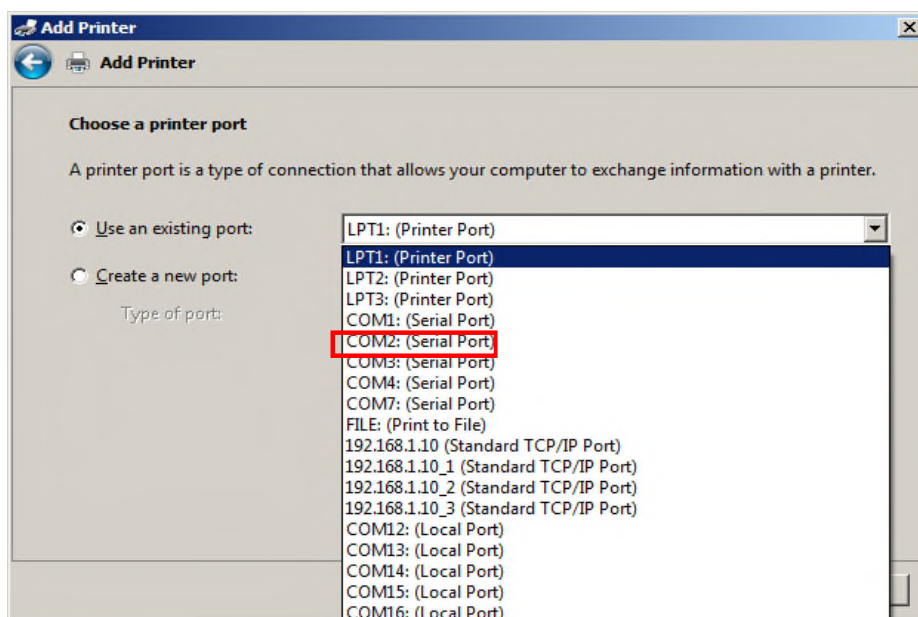 Add Printer
Add Printer
Choose a printer port
A printer port is a type of connection that allows your computer to exchange information with a printer.
Use an existing port:
LPT1: (Printer Port)
LPT1: (Printer Port)
LPT2: (Printer Port)
LPT3: (Printer Port)
COM1: (Serial Port)
COM2: (Serial Port)
COM3: (Serial Port)
COM4: (Serial Port)
COM7: (Serial Port)
FILE: (Print to File)
192.168.1.10 (Standard TCP/IP Port)
192.168.1.10_1 (Standard TCP/IP Port)
192.168.1.10_2 (Standard TCP/IP Port)
192.168.1.10_3 (Standard TCP/IP Port)
COM12: (Local Port)
COM13: (Local Port)
COM14: (Local Port)
COM15: (Local Port)
COM16: (Local Port)
Create a new port:
Type of port: